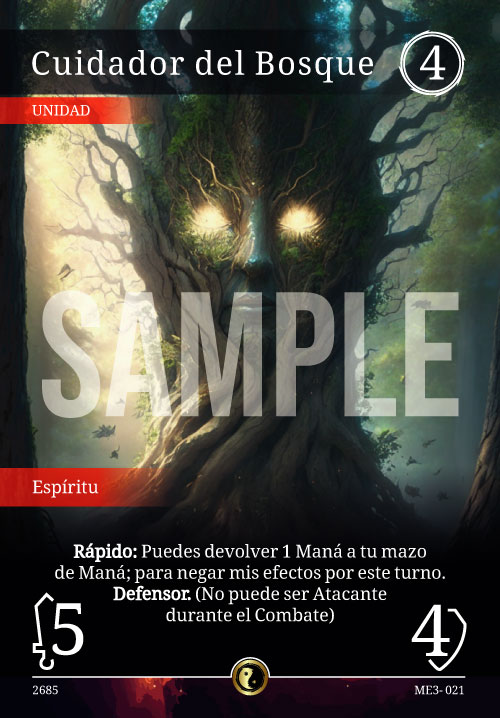 Cuidador del Bosque 4
UNIDAD
SAMPLE
Espíritu
Rápido: Puedes devolver 1 Maná a tu mazo
de Maná; para negar mis efectos por este turno.
Defensor. (No puede ser Atacante
durante el Combate)
5 4
2685 ME3- 021